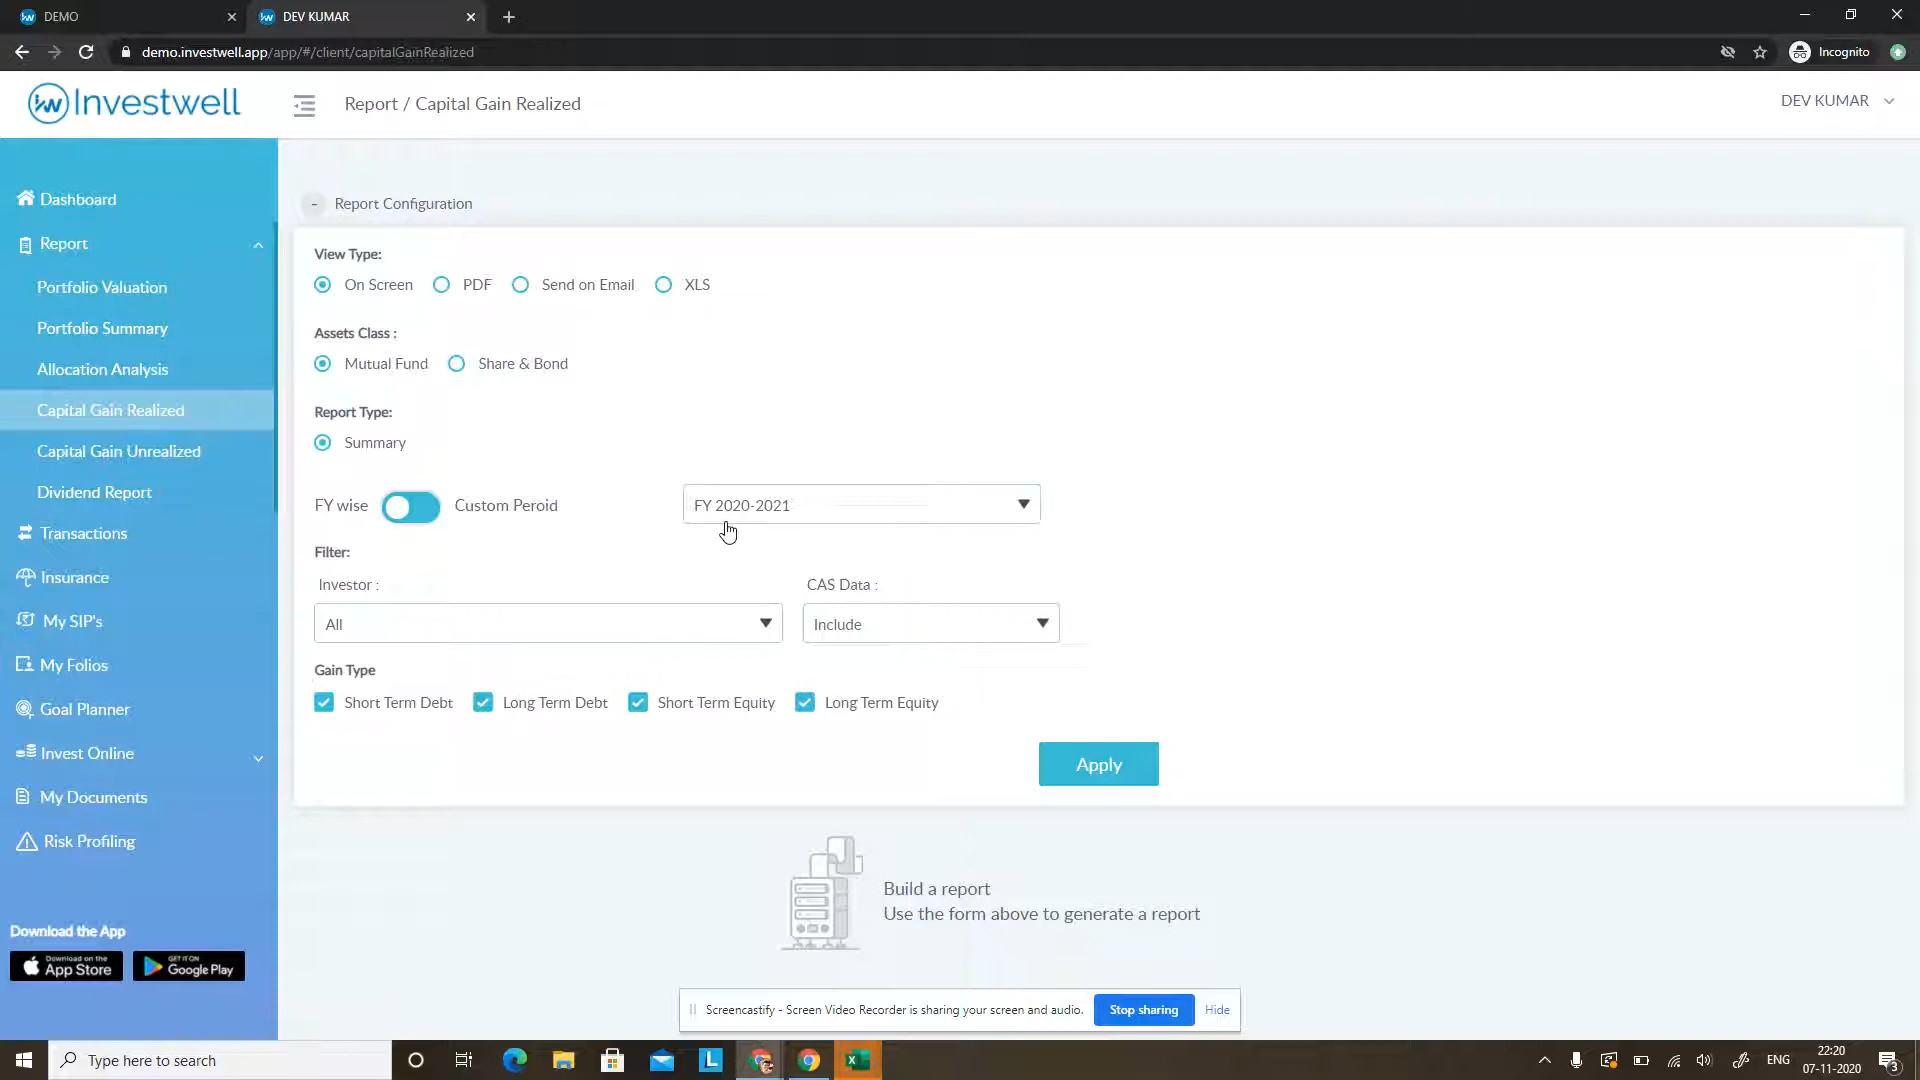 DEMO
DEV KUMAR
demo.investwell.app/app/#/client/capitalGainRealized
Incognito
Investwell
Report / Capital Gain Realized
DEV KUMAR
Dashboard
Report
Portfolio Valuation
Portfolio Summary
Allocation Analysis
Capital Gain Realized
Capital Gain Unrealized
Dividend Report
Transactions
Insurance
My SIP's
My Folios
Goal Planner
Invest Online
My Documents
Risk Profiling
Download the App
Download on the
App Store
GET IT ON
Google Play
- Report Configuration
View Type:
On Screen PDF Send on Email XLS
Assets Class :
Mutual Fund Share & Bond
Report Type:
Summary
FY wise Custom Peroid FY 2020-2021
Filter:
Investor : CAS Data :
All Include
Gain Type
Short Term Debt Long Term Debt Short Term Equity Long Term Equity
Apply
Build a report
Use the form above to generate a report
Screencastify - Screen Video Recorder is sharing your screen and audio. Stop sharing Hide
Type here to search
L
ENG
22:20
07-11-2020
3